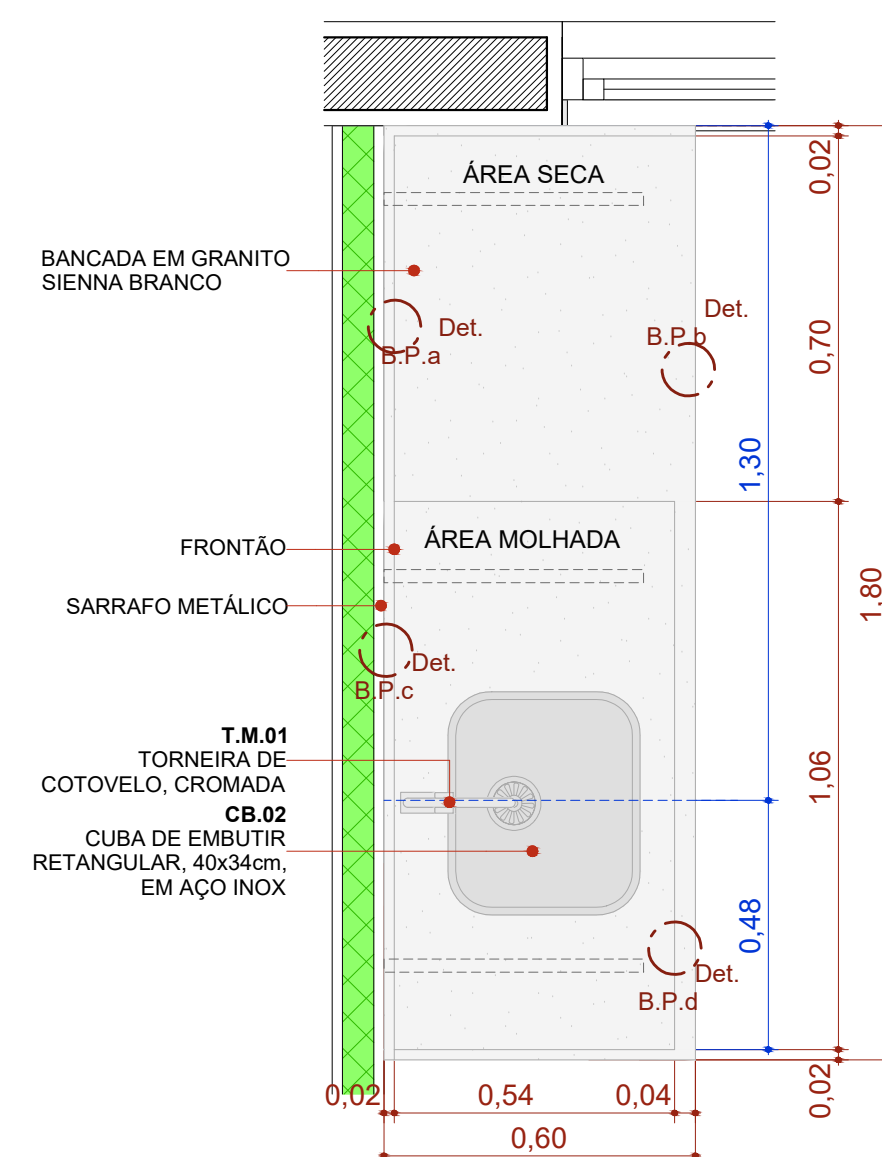 ÁREA SECA
BANCADA EM GRANITO
SIENNA BRANCO
Det.
B.P.a
Det.
B.P.b
FRONTÃO
ÁREA MOLHADA
SARRAFO METÁLICO
Det.
B.P.c
T.M.01
TORNEIRA DE
COTOVELO, CROMADA
CB.02
CUBA DE EMBUTIR
RETANGULAR, 40x34cm,
EM AÇO INOX
Det.
B.P.d
0,02
0,70
1,30
1,80
1,06
0,48
0,02
0,02
0,54
0,04
0,60